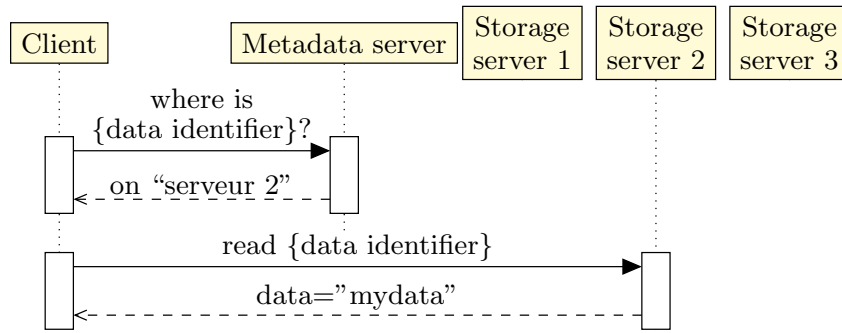 Client
Metadata server
Storage
server 1
Storage
server 2
Storage
server 3
where is
{data identifier}?
on “serveur 2”
read {data identifier}
data=”mydata”